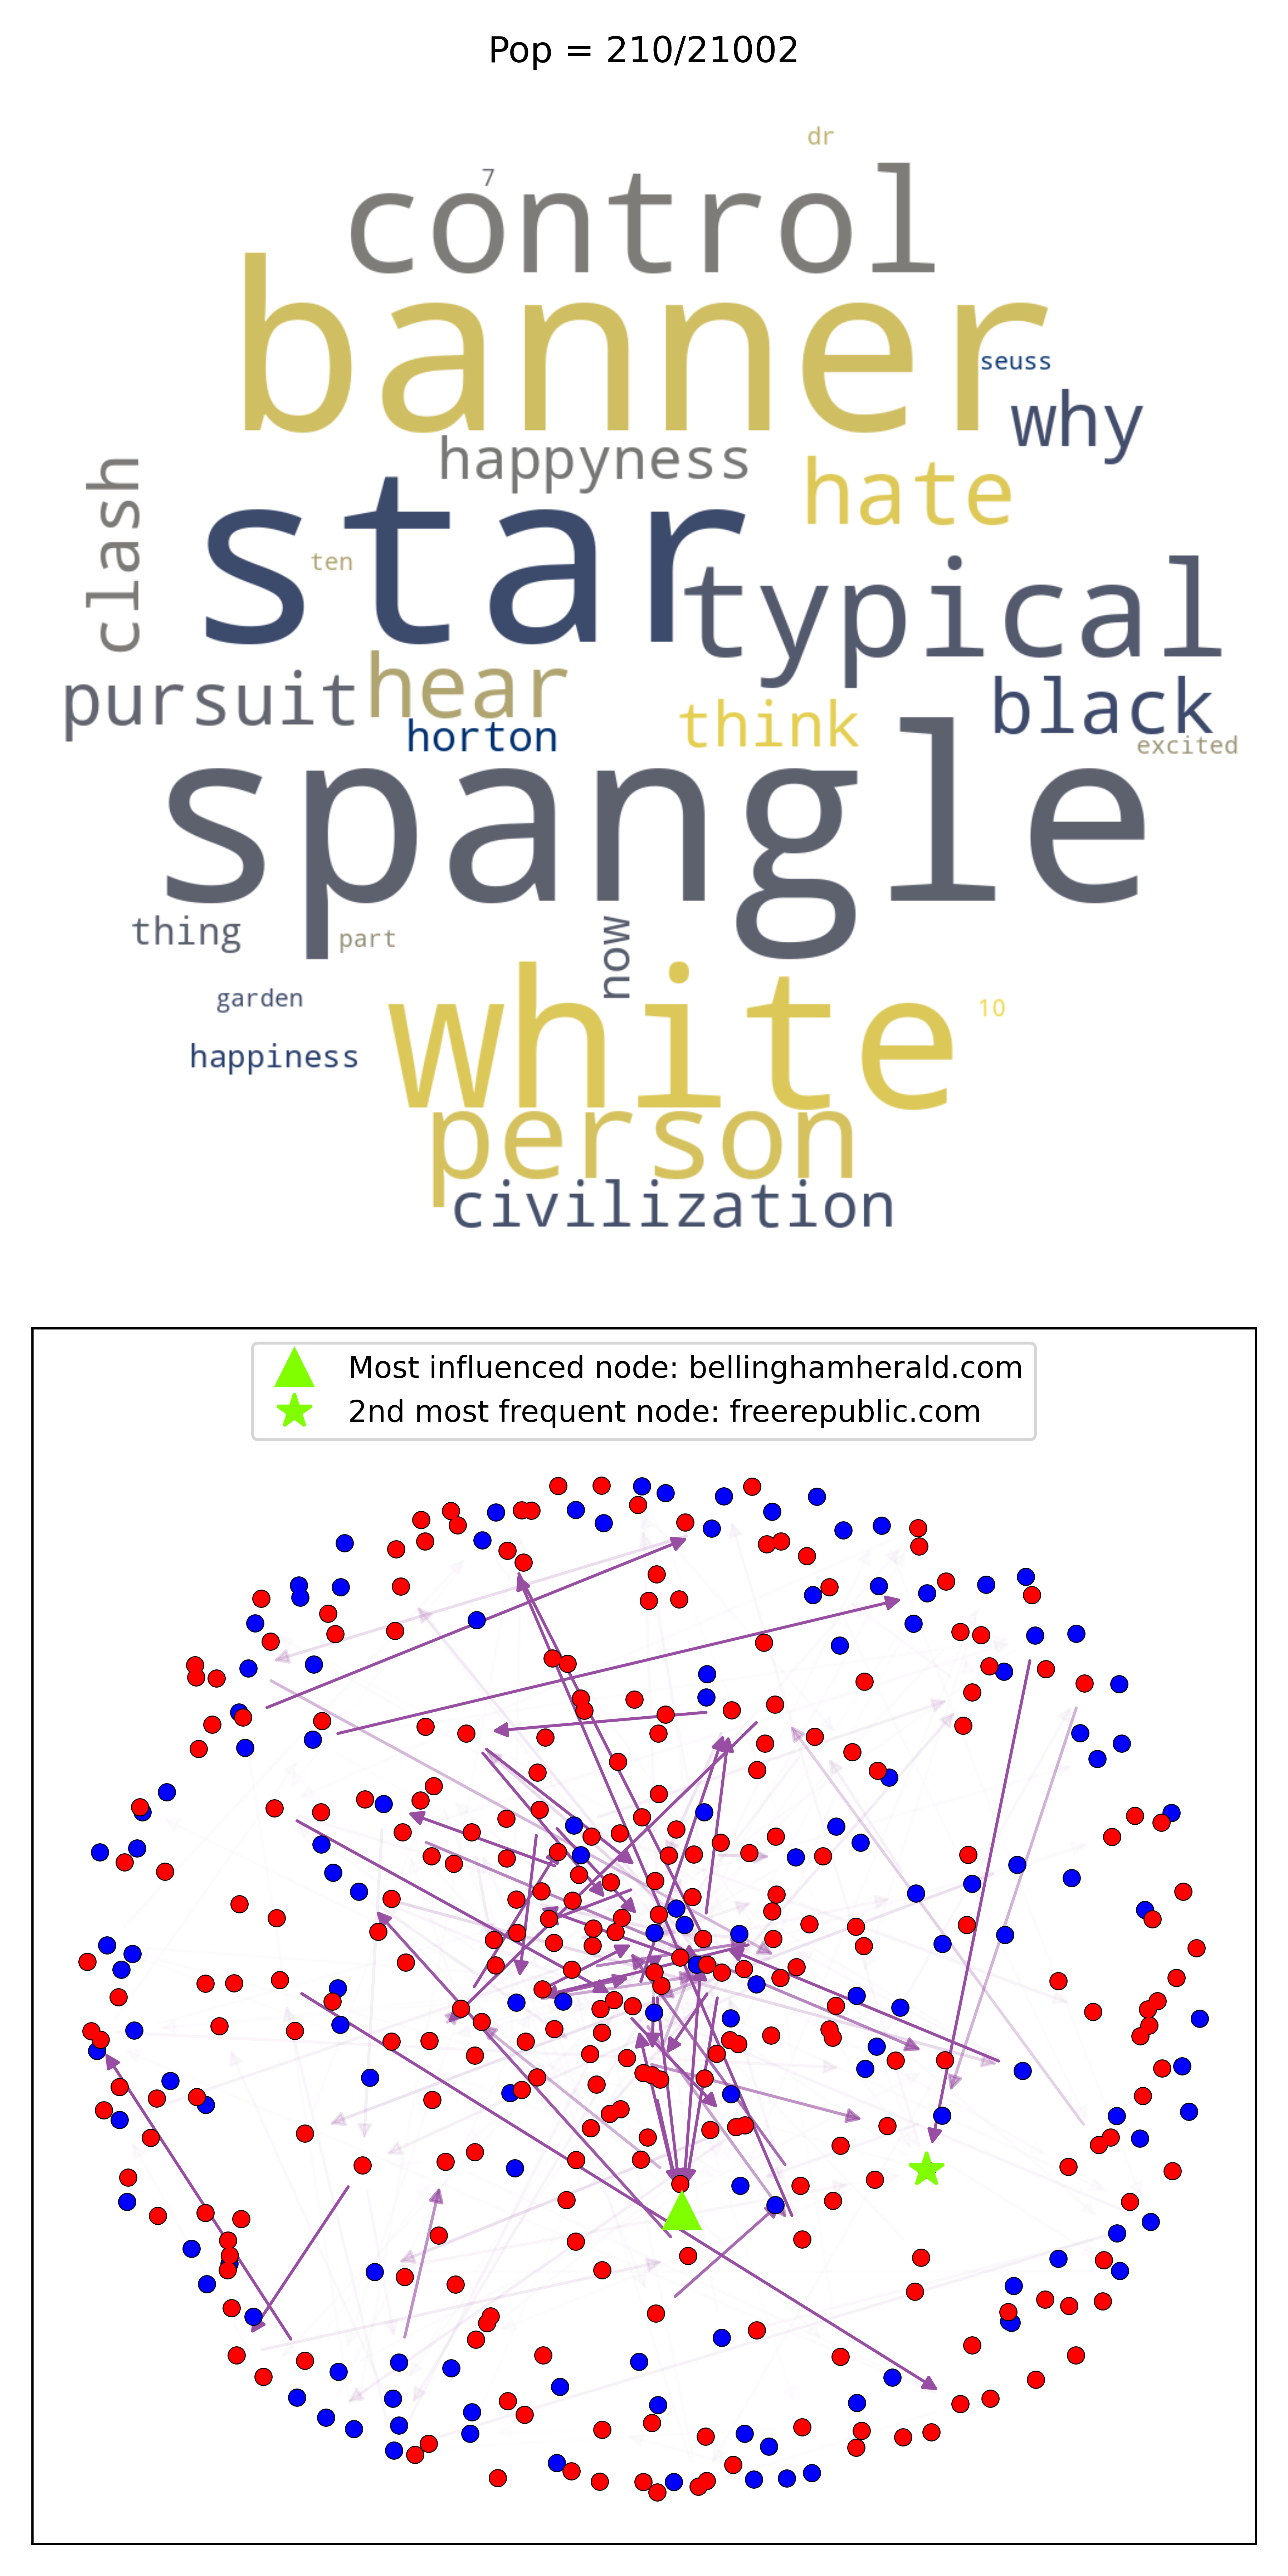 Pop = 210/21002
dr
7
control
banner
seuss
why
happyness
hate
clash
star
ten
typical
hear
pursuit
black
think
horton
excited
spangle
thing
part
now
garden
white
10
happiness
person
civilization
Most influenced node: bellinghamherald.com
2nd most frequent node: freerepublic.com